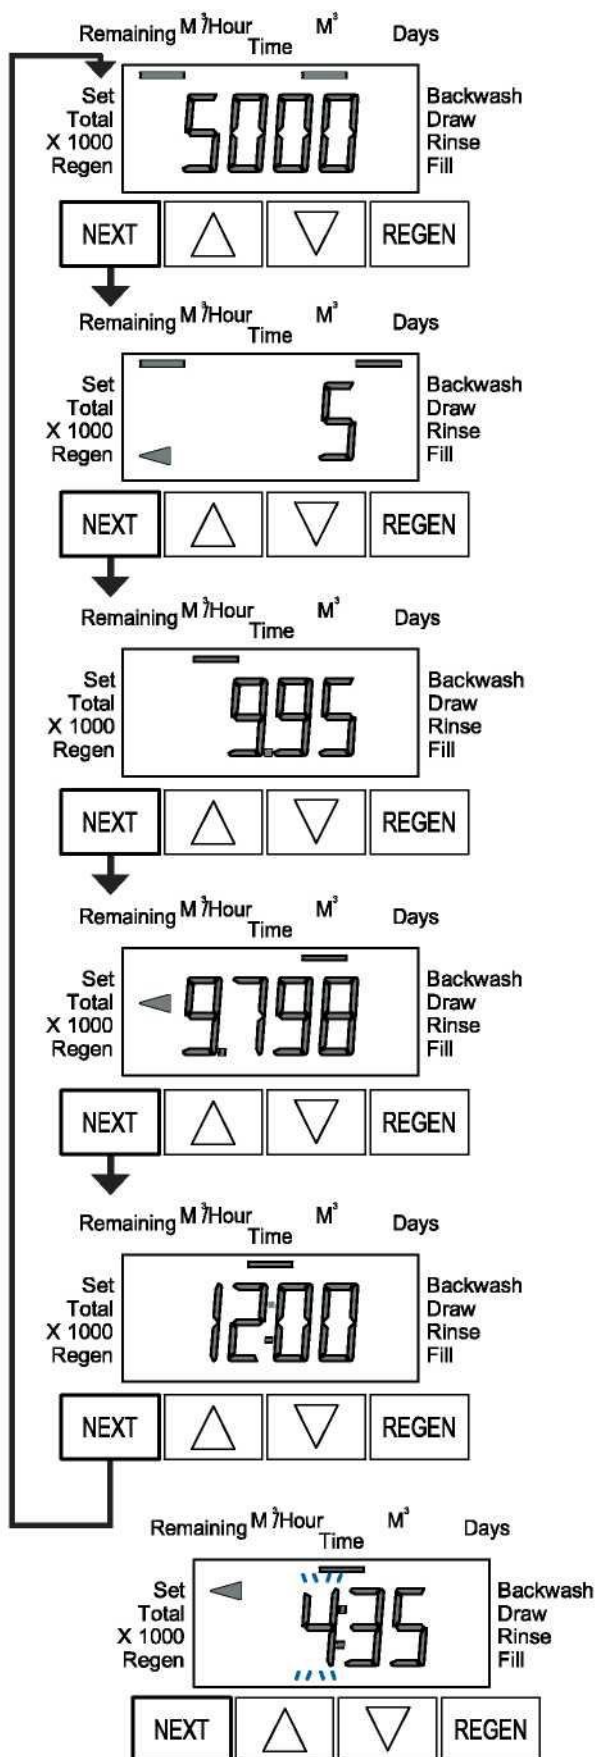 Remaining M³/Hour M³ Days
Time
Set 5000 Backwash
Total Draw
X 1000 Rinse
Regen Fill
NEXT REGEN
Remaining M³/Hour M³ Days
Time
Set 5 Backwash
Total Draw
X 1000 Rinse
Regen Fill
NEXT REGEN
Remaining M³/Hour M³ Days
Time
Set 9.95 Backwash
Total Draw
X 1000 Rinse
Regen Fill
NEXT REGEN
Remaining M³/Hour M³ Days
Time
Set 9.798 Backwash
Total Draw
X 1000 Rinse
Regen Fill
NEXT REGEN
Remaining M³/Hour M³ Days
Time
Set 12:00 Backwash
Total Draw
X 1000 Rinse
Regen Fill
NEXT REGEN
Remaining M³/Hour M³ Days
Time
Set 4:35 Backwash
Total Draw
X 1000 Rinse
Regen Fill
NEXT REGEN